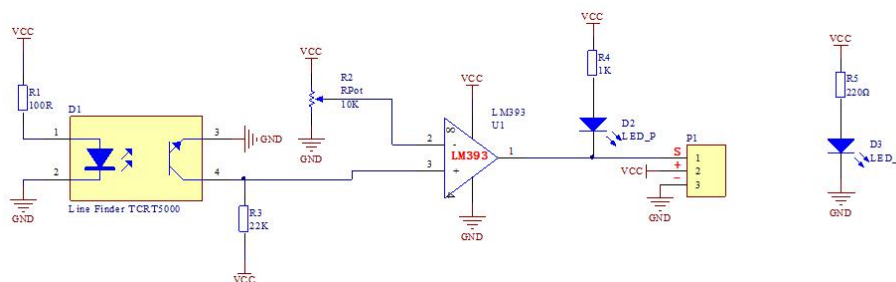 VCC
R1
100R
D1
1
2
3
4
GND
GND
Line Finder TCRT5000
R3
22K
VCC
VCC
R2
RPot
10K
GND
VCC
LM393
U1
8
2
-
LM393
3
+
4
1
GND
VCC
R4
1K
D2
LED_P
P1
S
1
VCC
+
2
-
3
GND
VCC
R5
220Ω
D3
LED_
GND